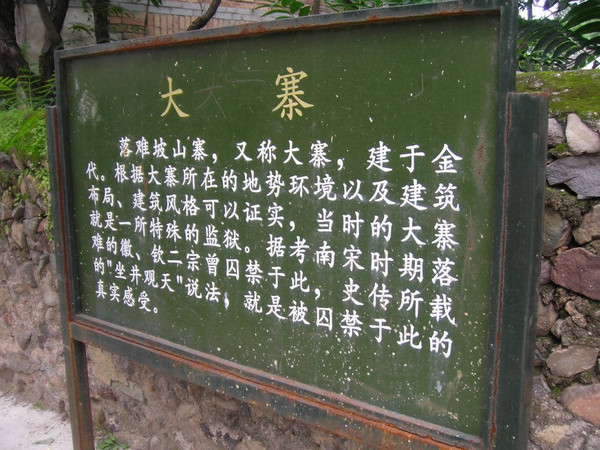 大寨
落难坡山寨，又称大寨，建于金
代。根据大寨所在的地势环境以及建筑
布局、建筑风格可以证实，当时的大寨
就是一所特殊的监狱。据考，南宋时期落
难的徽、钦二宗曾囚禁于此，史传所载
的"坐井观天"说法，就是被囚禁于此的
真实感受。